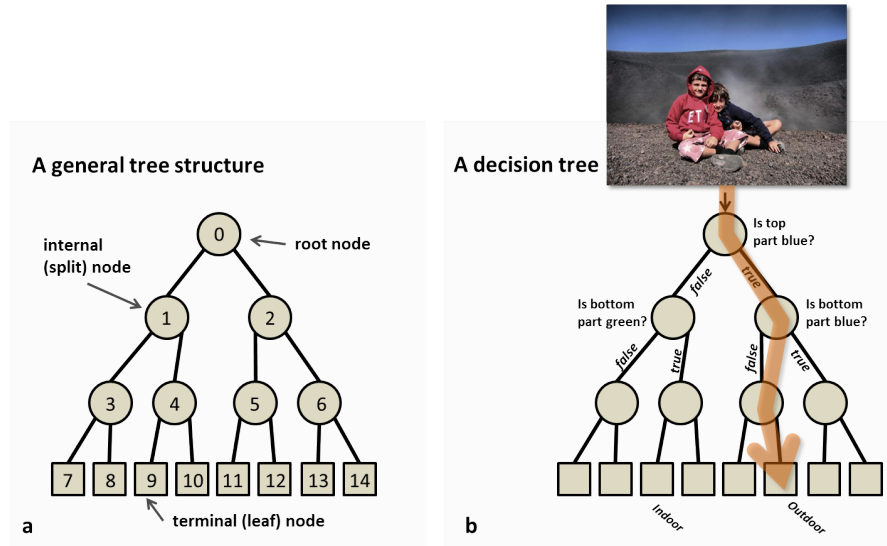 A general tree structure
internal
(split) node
root node
0
1
2
3
4
5
6
7
8
9
10
11
12
13
14
terminal (leaf) node
a
A decision tree
ET
Is top
part blue?
false
true
Is bottom
part green?
Is bottom
part blue?
false
true
false
true
Indoor
Outdoor
b